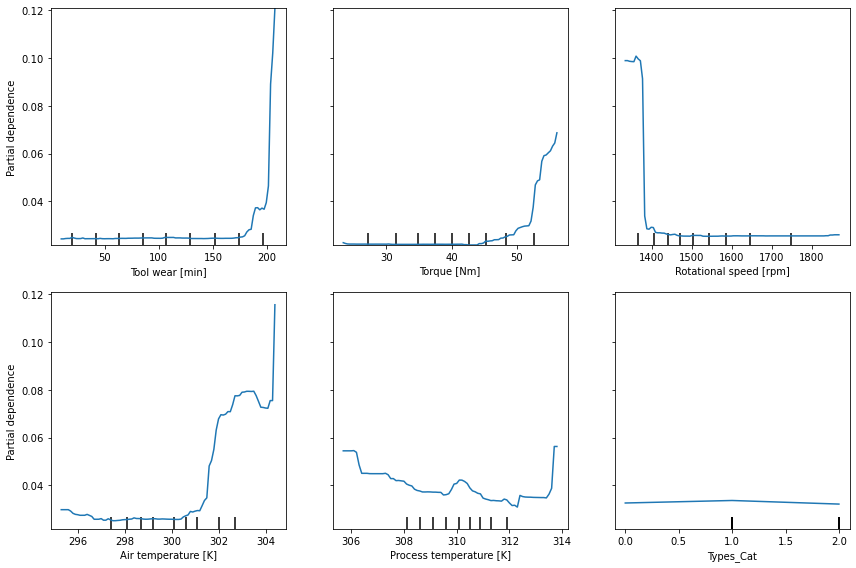 0.12
0.10
0.08
0.06
0.04
Partial dependence
50 100 150 200
Tool wear [min]
30 40 50
Torque [Nm]
1400 1500 1600 1700 1800
Rotational speed [rpm]
0.12
0.10
0.08
0.06
0.04
Partial dependence
296 298 300 302 304
Air temperature [K]
306 308 310 312 314
Process temperature [K]
0.0 0.5 1.0 1.5 2.0
Types_Cat